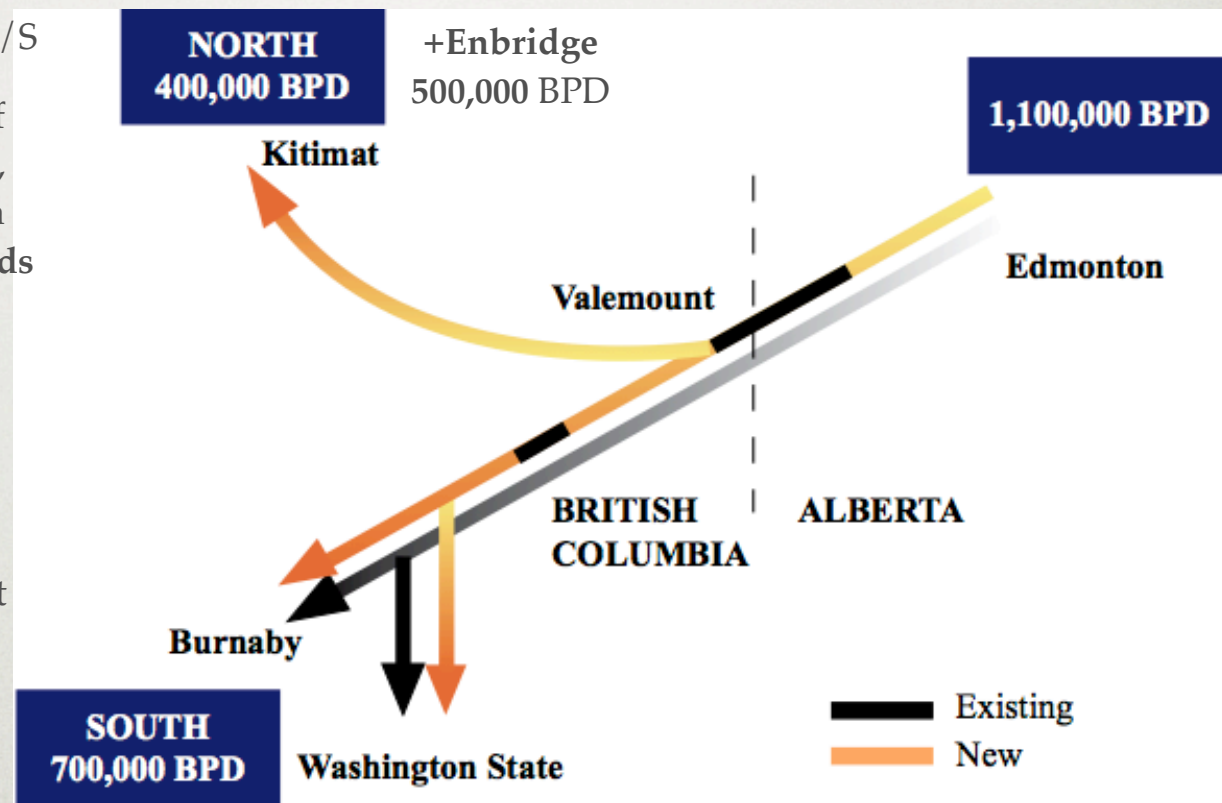 /S
NORTH
400,000 BPD
+Enbridge
500,000 BPD
1,100,000 BPD
Kitimat
ds
Edmonton
Valemount
BRITISH
COLUMBIA
ALBERTA
Burnaby
SOUTH
700,000 BPD
Washington State
Existing
New